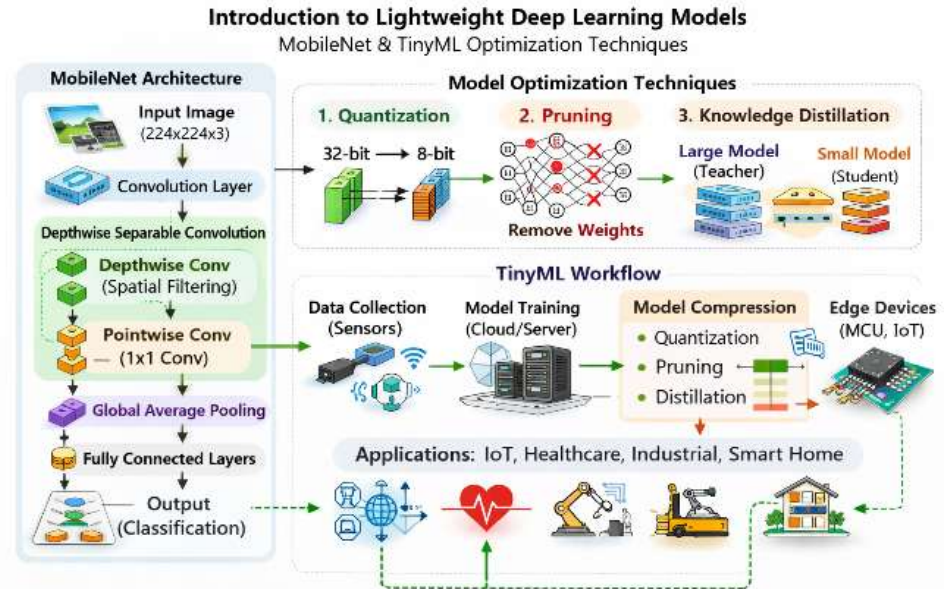 Introduction to Lightweight Deep Learning Models
MobileNet & TinyML Optimization Techniques
MobileNet Architecture
Input Image
(224x224x3)
Convolution Layer
Depthwise Separable Convolution
Depthwise Conv
(Spatial Filtering)
Pointwise Conv
(1x1 Conv)
Global Average Pooling
Fully Connected Layers
Output
(Classification)
Model Optimization Techniques
1. Quantization
32-bit
8-bit
2. Pruning
Remove Weights
3. Knowledge Distillation
Large Model
(Teacher)
Small Model
(Student)
TinyML Workflow
Data Collection
(Sensors)
Model Training
(Cloud/Server)
Model Compression
• Quantization
• Pruning
• Distillation
Edge Devices
(MCU, IoT)
Applications: IoT, Healthcare, Industrial, Smart Home